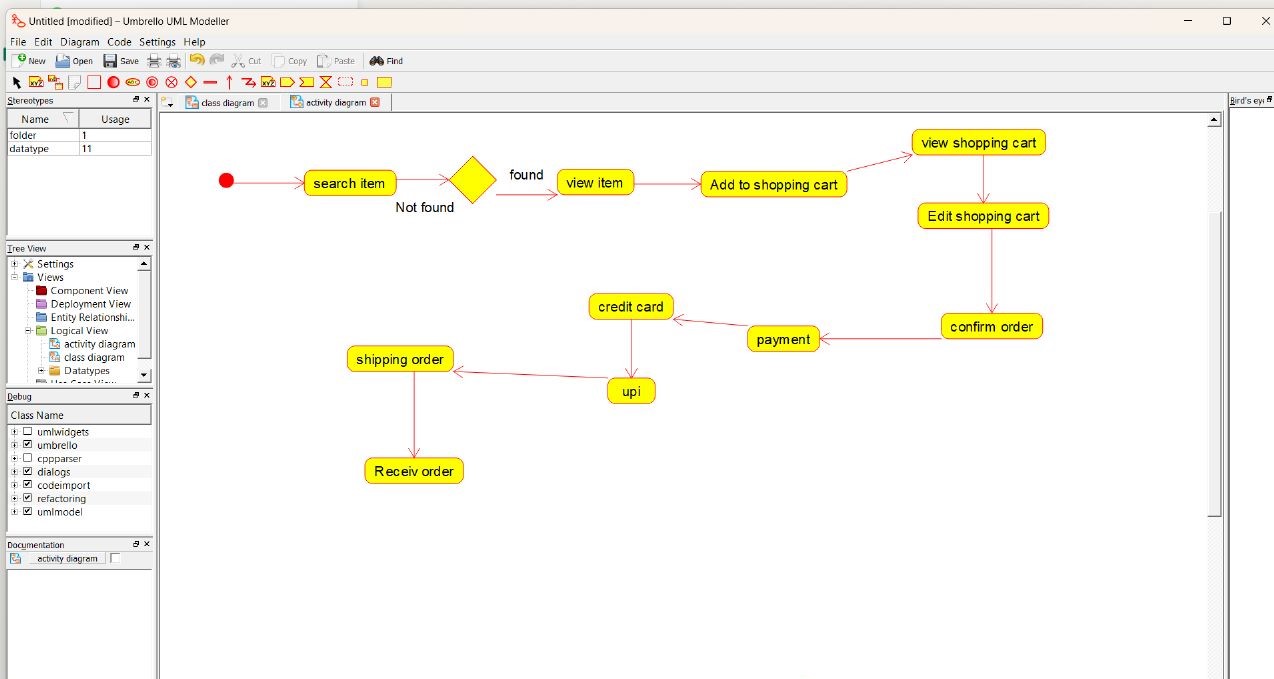 Untitled [modified] – Umbrello UML Modeller
File Edit Diagram Code Settings Help
New Open Save Cut Copy Paste Find
Stereotypes
Name Usage
folder 1
datatype 11
Tree View
Settings
Views
Component View
Deployment View
Entity Relationshi...
Logical View
activity diagram
class diagram
Datatypes
Debug
Class Name
umlwidgets
umbrello
cppparser
dialogs
codeimport
refactoring
umlmodel
Documentation
activity diagram
class diagram activity diagram
Bird's ey
search item
found
Not found
view item
Add to shopping cart
view shopping cart
Edit shopping cart
confirm order
payment
credit card
upi
shipping order
Receiv order